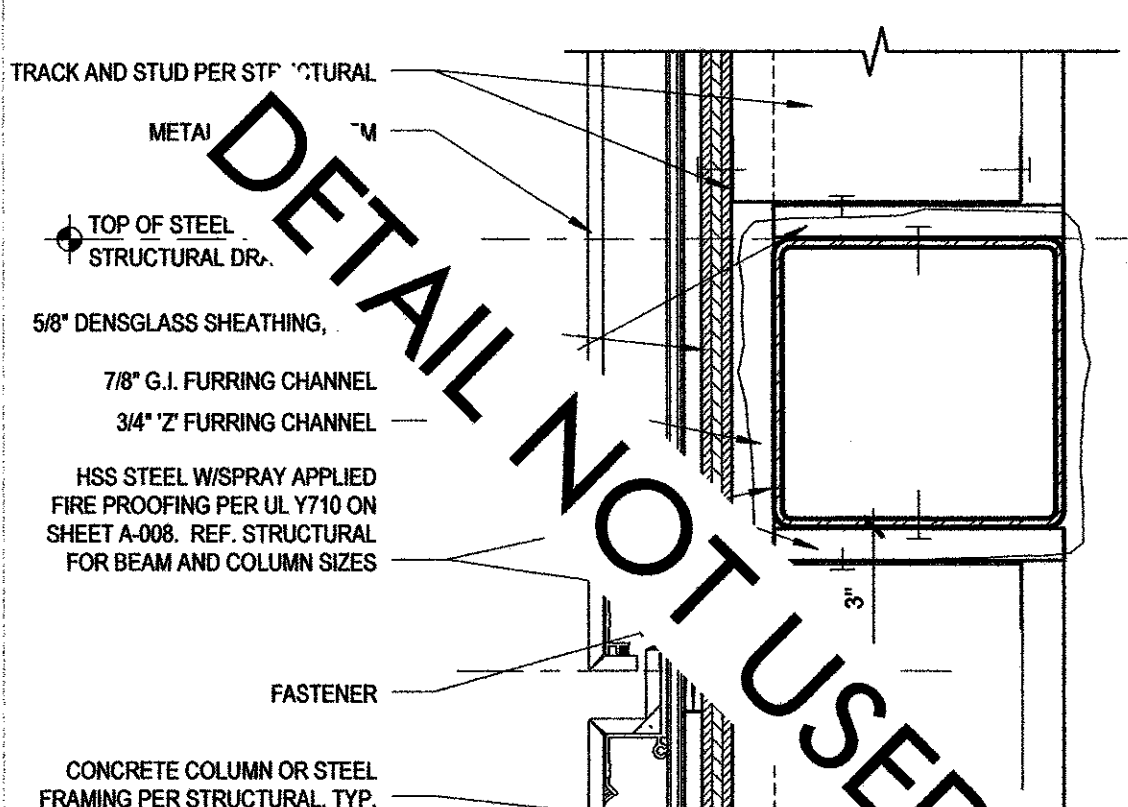 TRACK AND STUD PER
METAL
TOP OF STEEL
STRUCTURAL
5/8" DENSGLASS SHEATHING,
7/8" G.I. FURRING CHANNEL
3/4" 'Z' FURRING CHANNEL
HSS STEEL W/SPRAY APPLIED
FIRE PROOFING PER UL Y710 ON
SHEET A-008. REF. STRUCTURAL
FOR BEAM AND COLUMN SIZES
FASTENER
CONCRETE COLUMN OR STEEL
FRAMING PER STRUCTURAL, TYP.
3"
DETAIL NOT USED